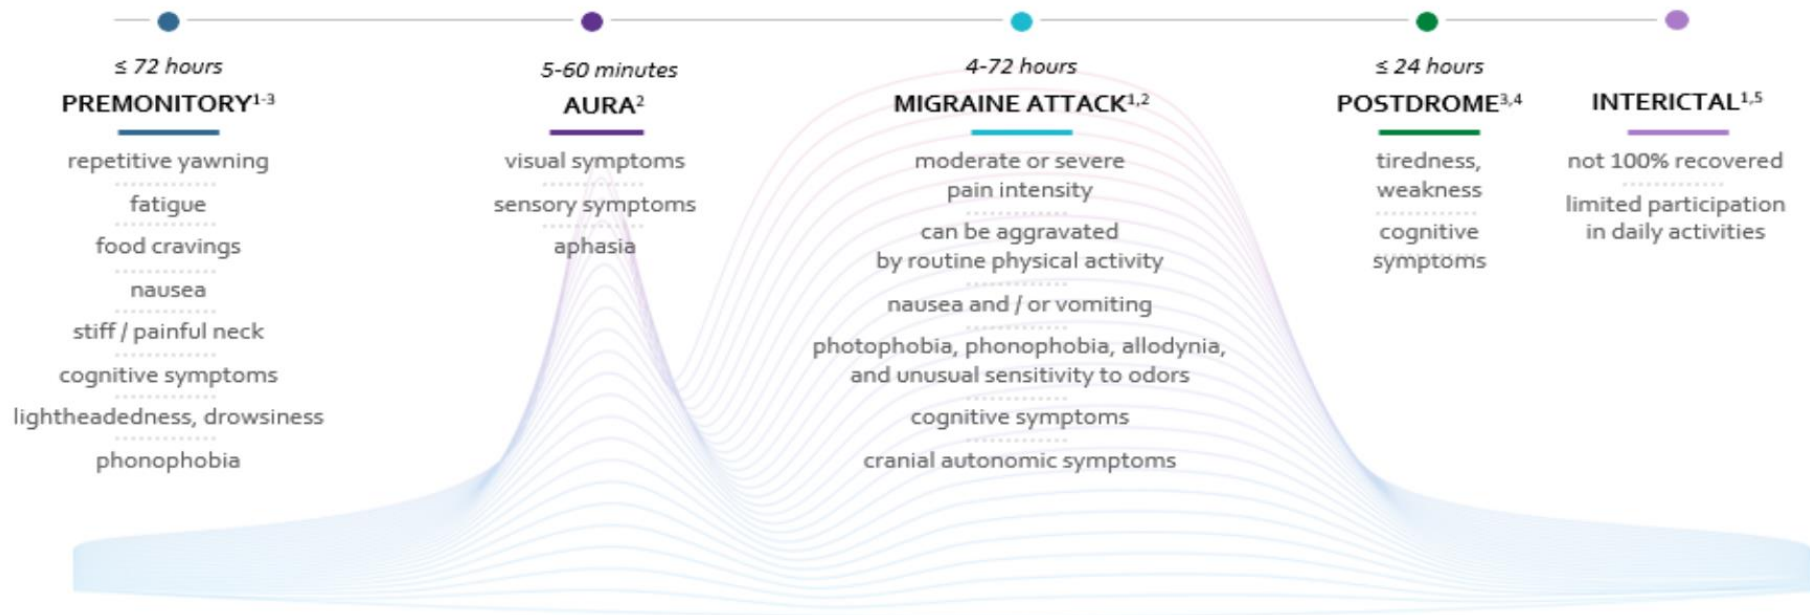 ≤ 72 hours
PREMONITORY1-3
repetitive yawning
fatigue
food cravings
nausea
stiff / painful neck
cognitive symptoms
lightheadedness, drowsiness
phonophobia
5-60 minutes
AURA2
visual symptoms
sensory symptoms
aphasia
4-72 hours
MIGRAINE ATTACK1,2
moderate or severe
pain intensity
can be aggravated
by routine physical activity
nausea and / or vomiting
photophobia, phonophobia, allodynia,
and unusual sensitivity to odors
cognitive symptoms
cranial autonomic symptoms
≤ 24 hours
POSTDROME3,4
tiredness,
weakness
cognitive
symptoms
INTERICTAL1,5
not 100% recovered
limited participation
in daily activities